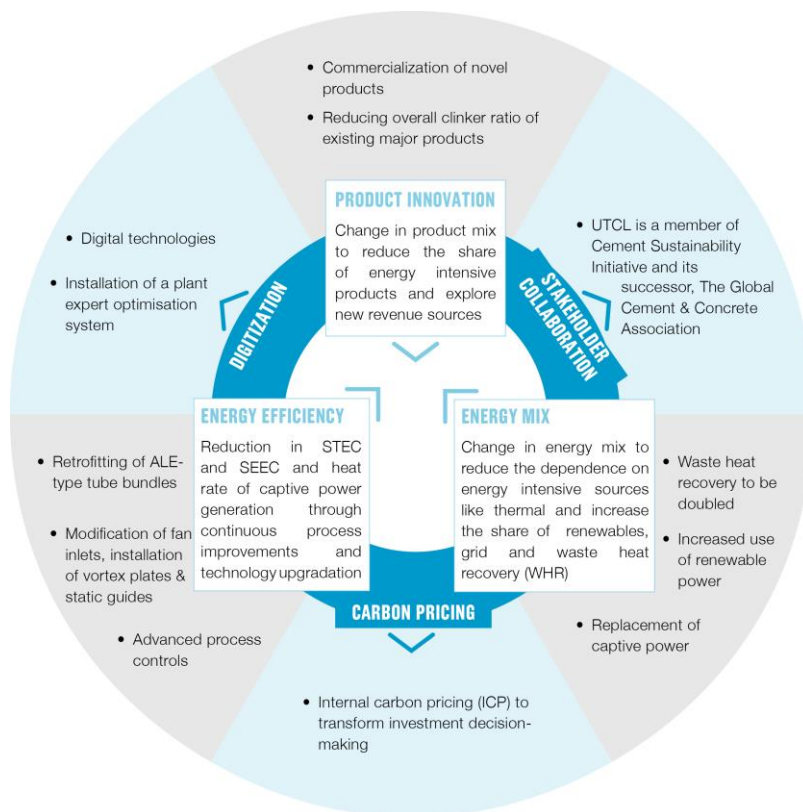 • Commercialization of novel
products
• Reducing overall clinker ratio of
existing major products
PRODUCT INNOVATION
Change in product mix
to reduce the share
of energy intensive
products and explore
new revenue sources
• Digital technologies
• Installation of a plant
expert optimisation
system
DIGITIZATION
STAKEHOLDER
COLLABORATION
• UTCL is a member of
Cement Sustainability
Initiative and its
successor, The Global
Cement & Concrete
Association
ENERGY EFFICIENCY
Reduction in STEC
and SEEC and heat
rate of captive power
generation through
continuous process
improvements and
technology upgradation
• Retrofitting of ALE-
type tube bundles
• Modification of fan
inlets, installation
of vortex plates &
static guides
• Advanced process
controls
ENERGY MIX
Change in energy mix to
reduce the dependence on
energy intensive sources
like thermal and increase
the share of renewables,
grid and waste heat
recovery (WHR)
• Waste heat
recovery to be
doubled
• Increased use
of renewable
power
• Replacement of
captive power
CARBON PRICING
• Internal carbon pricing (ICP) to
transform investment decision-
making